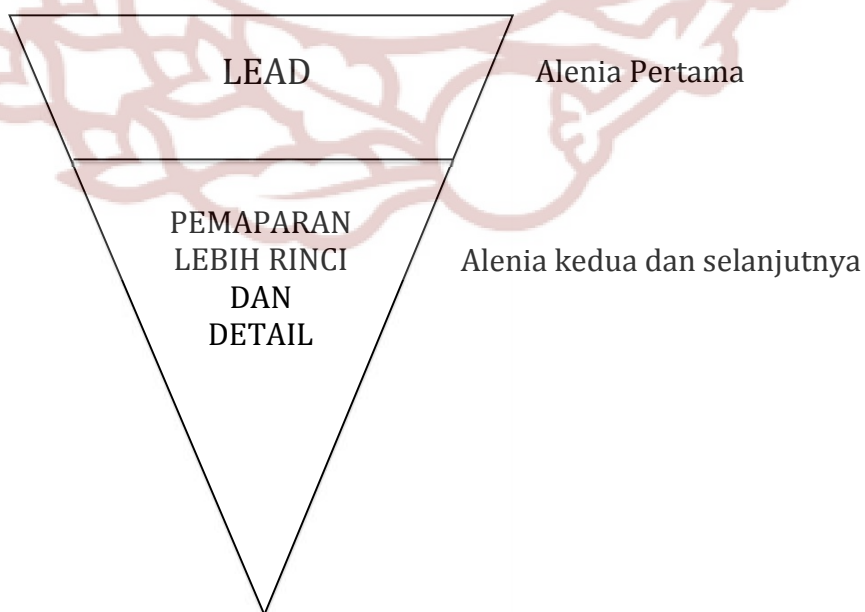 LEAD
Alenia Pertama
PEMAPARAN
LEBIH RINCI
DAN
DETAIL
Alenia kedua dan selanjutnya